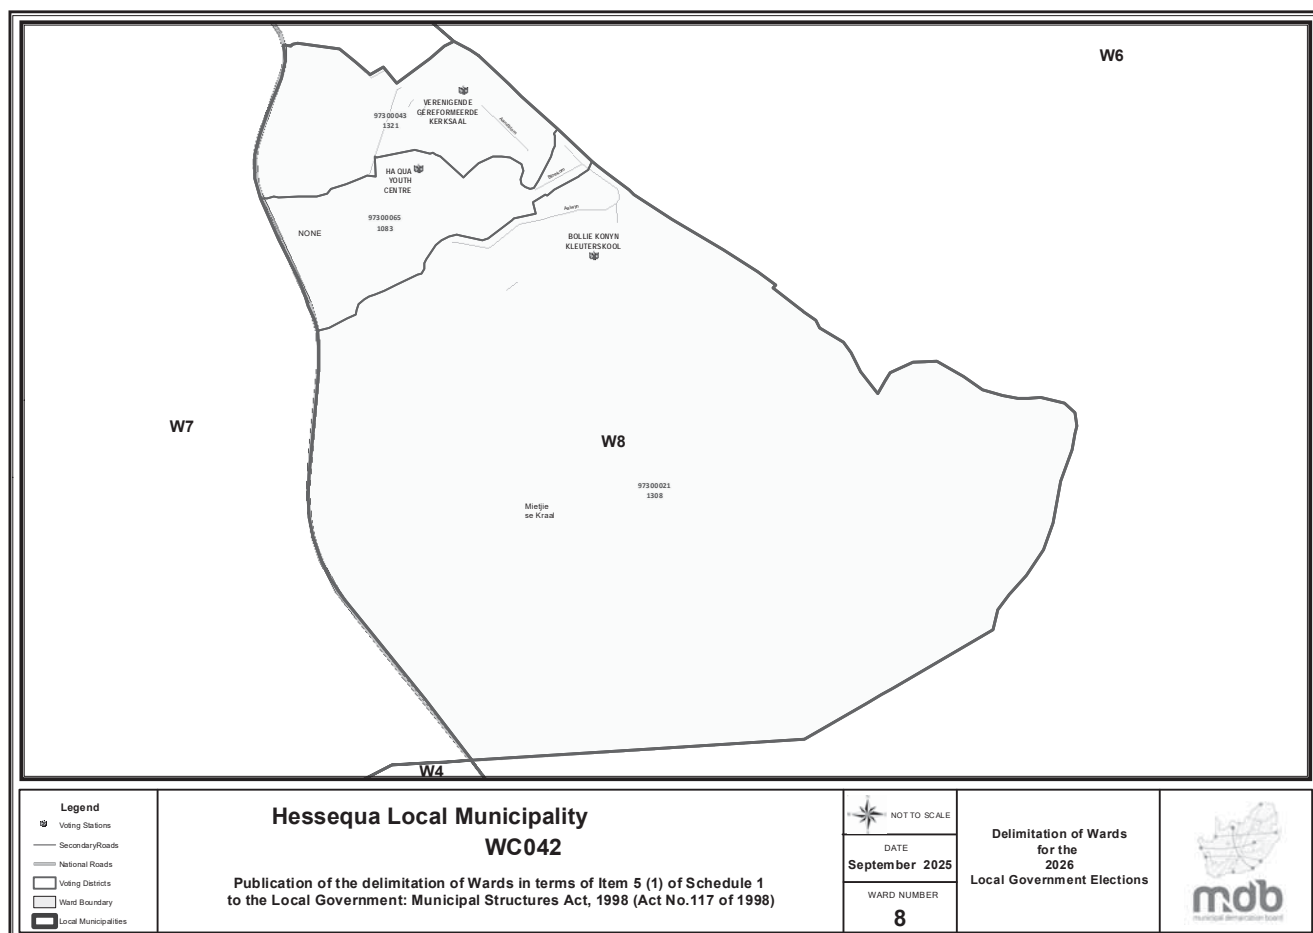 W6
VERENIGENDE
GEREFORMEERDE
KERKSAAL
97300043
1321
HA QUA
YOUTH
CENTRE
97300065
1083
NONE
BOLLIE KONYN
KLEUTERSKOOL
W7
W8
97300021
1308
Mietjie
se Kraal
W4
Legend
Voting Stations
SecondaryRoads
National Roads
Voting Districts
Ward Boundary
Local Municipalities
Hessequa Local Municipality
WC042
Publication of the delimitation of Wards in terms of Item 5 (1) of Schedule 1
to the Local Government: Municipal Structures Act, 1998 (Act No.117 of 1998)
NOT TO SCALE
DATE
September 2025
WARD NUMBER
8
Delimitation of Wards
for the
2026
Local Government Elections
mdb
municipal demarcation board